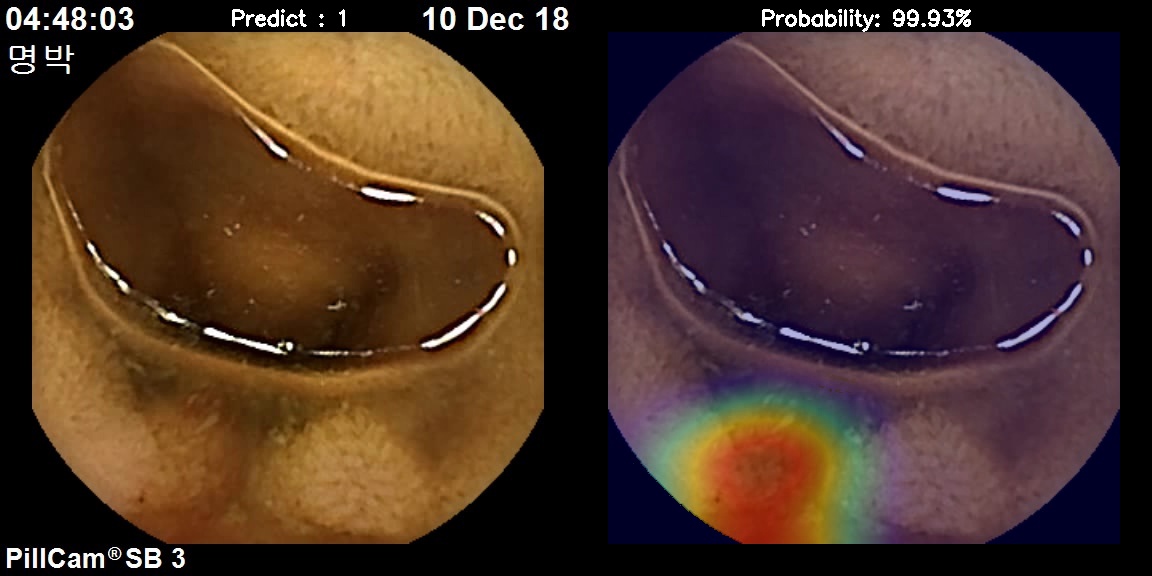 04:48:03 Predict : 1 10 Dec 18 Probability: 99.93%
명박
PillCam® SB 3